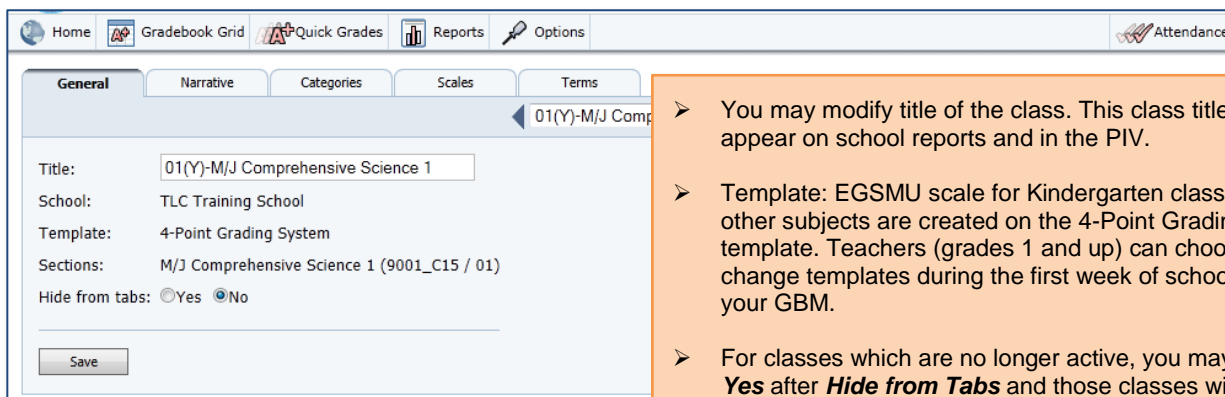 Home Gradebook Grid Quick Grades Reports Options Attendance
General Narrative Categories Scales Terms
01(Y)-M/J Comp
Title: 01(Y)-M/J Comprehensive Science 1
School: TLC Training School
Template: 4-Point Grading System
Sections: M/J Comprehensive Science 1 (9001_C15 / 01)
Hide from tabs: Yes No
Save
➢ You may modify title of the class. This class title
appear on school reports and in the PIV.
➢ Template: EGSMU scale for Kindergarten class
other subjects are created on the 4-Point Gradin
template. Teachers (grades 1 and up) can choo
change templates during the first week of schoo
your GBM.
➢ For classes which are no longer active, you may
Yes after Hide from Tabs and those classes wi